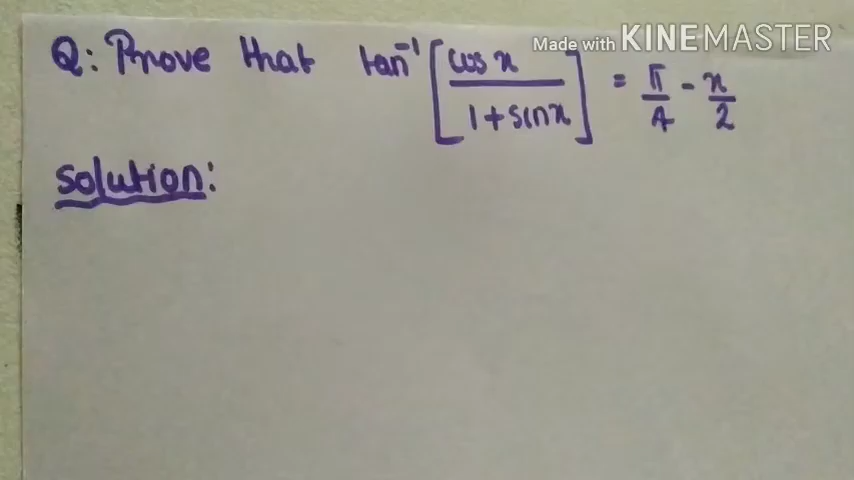 Made with KINEMASTER
Q: Prove that tan⁻¹ [cos x / 1 + sin x] = π/4 - x/2
Solution: